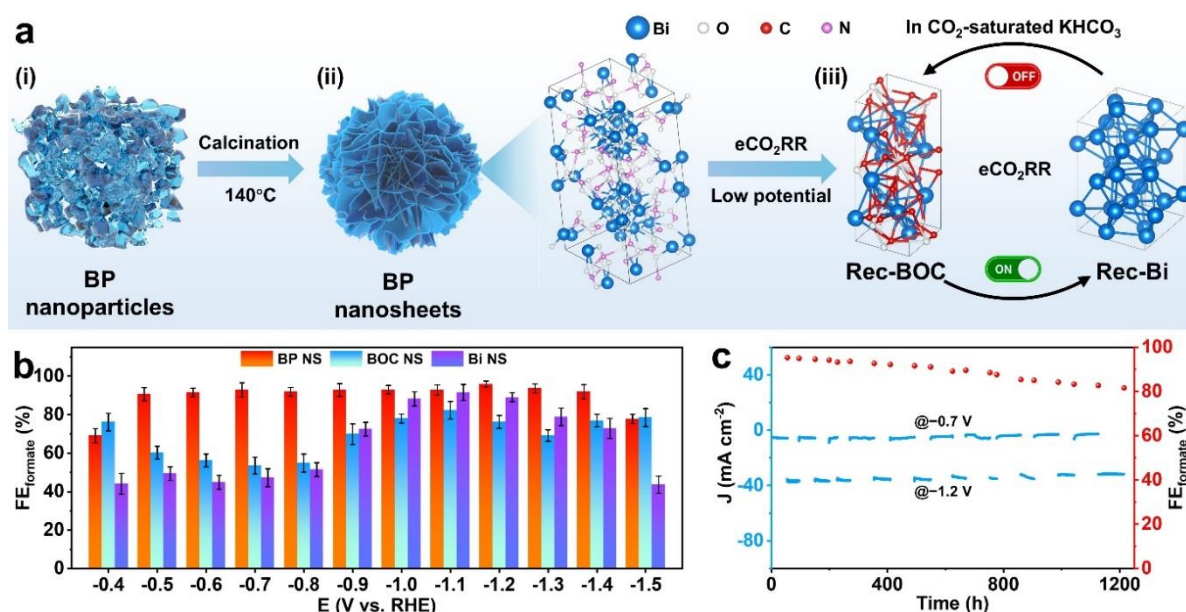 a
Bi O C N
In CO₂-saturated KHCO₃
(i)
(ii)
(iii)
OFF
Calcination
140°C
eCO₂RR
Low potential
eCO₂RR
BP
nanoparticles
BP
nanosheets
Rec-BOC
ON
Rec-Bi
b
BP NS BOC NS Bi NS
FEformate (%)
100
80
60
40
20
0
-0.4 -0.5 -0.6 -0.7 -0.8 -0.9 -1.0 -1.1 -1.2 -1.3 -1.4 -1.5
E (V vs. RHE)
c
J (mA cm⁻²)
40
0
-40
-80
@−0.7 V
@−1.2 V
100
80
60
40
20
0
FEformate (%)
0 400 800 1200
Time (h)